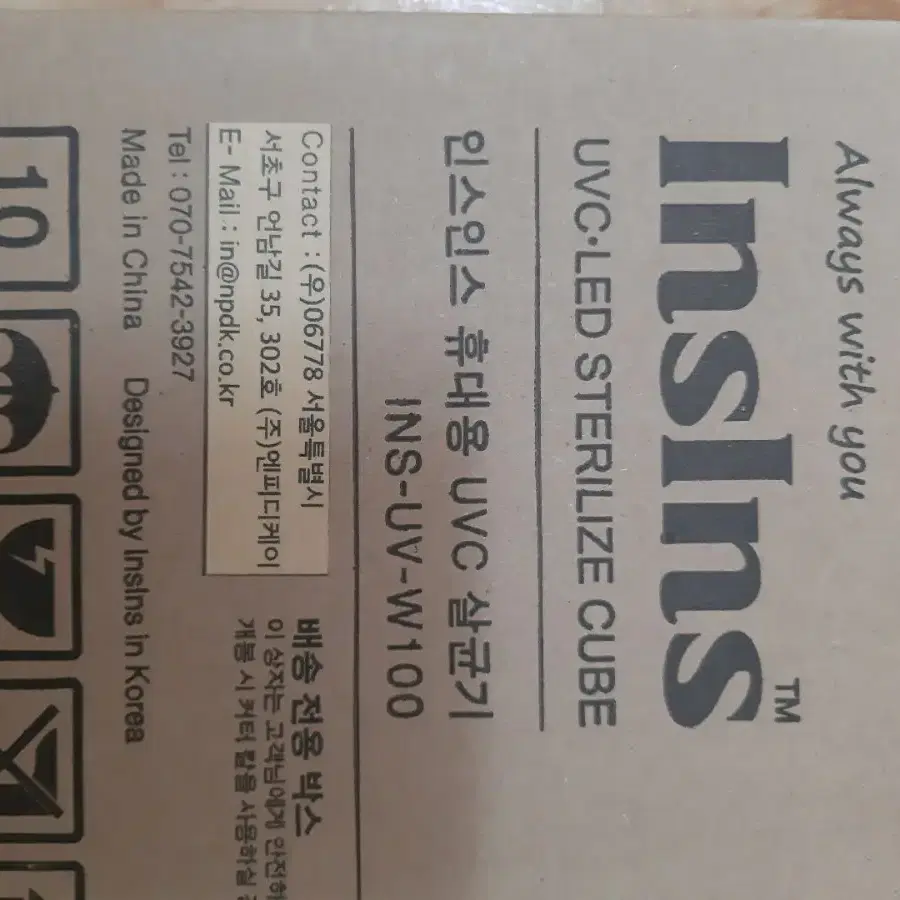 Always with you
InsIns™
UVC·LED STERILIZE CUBE
인스인스 휴대용 UVC 살균기
INS-UV-W100
Contact : (우)06778 서울특별시
서초구 언남길 35, 302호 (주)엔피디케이
E- Mail : in@npdk.co.kr
Tel : 070-7542-3927
Made in China Designed by InsIns in Korea
배송 전용 박스
이 상자는 고객님에게 안전하
개봉 시 커터 칼을 사용하실
10